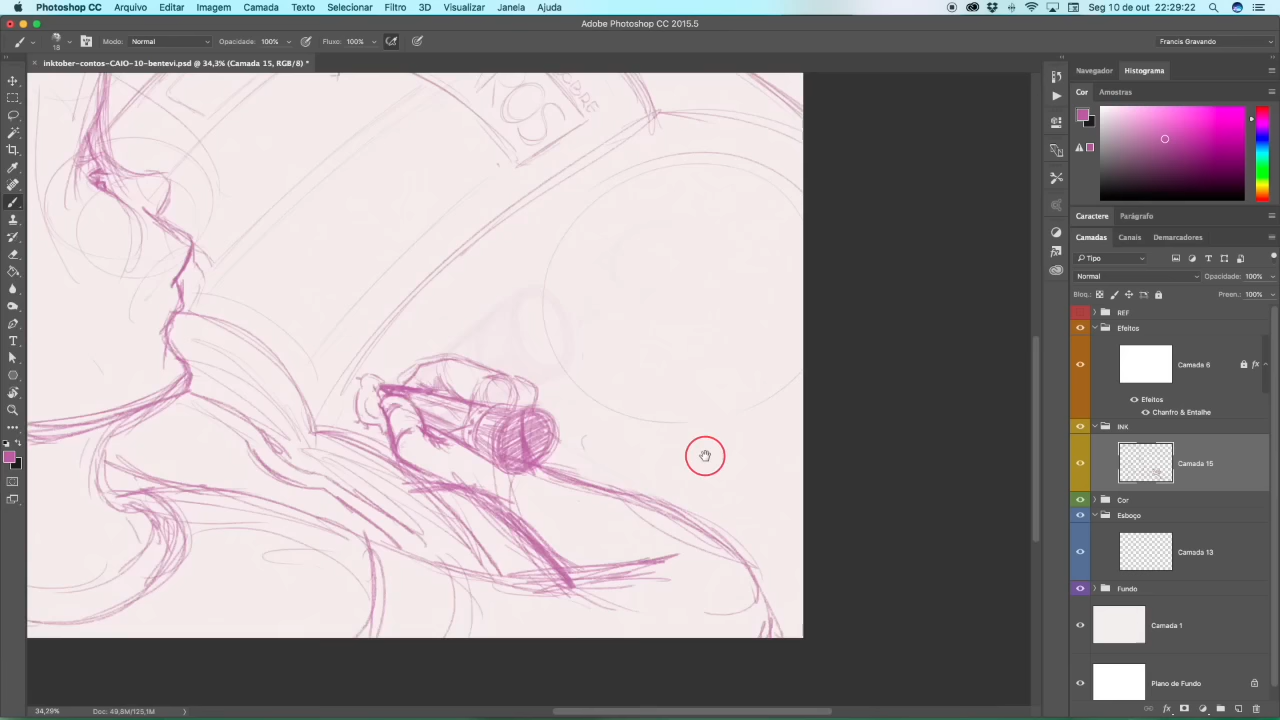 Photoshop CC Arquivo Editar Imagem Camada Texto Selecionar Filtro 3D Visualizar Janela Ajuda Seg 10 de out 22:29:22
Adobe Photoshop CC 2015.5
18 Modo: Normal Opacidade: 100% Fluxo: 100% Francis Gravando
inktober-contos-CAIO-10-bentevi.psd @ 34,3% (Camada 15, RGB/8) *
Navegador Histograma
Cor Amostras
Caractere Parágrafo
Camadas Canais Demarcadores
Tipo
Normal Opacidade: 100%
Bloq.: Preen.: 100%
REF
Efeitos
Camada 6
Efeitos
Chanfro & Entalhe
INK
Camada 15
Cor
Esboço
Camada 13
Fundo
Camada 1
Plano de Fundo
34,29% Doc: 49,8M/125,1M